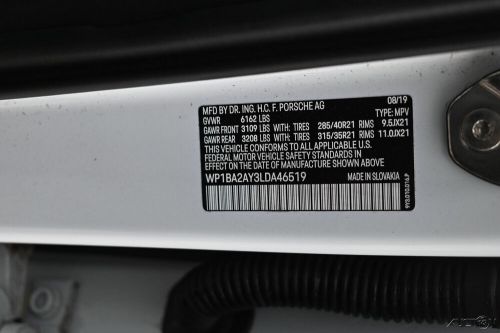 MFD BY DR. ING. H.C. F. PORSCHE AG 08/19
GVWR 6162 LBS TYPE: MPV
GAWR FRONT 3109 LBS WITH: TIRES 285/40R21 9.5JX21
GAWR REAR 3208 LBS WITH: TIRES 315/35R21 11.0JX21
THIS VEHICLE CONFORMS TO ALL APPLICABLE U.S.
FEDERAL MOTOR VEHICLE SAFETY STANDARDS IN
EFFECT ON THE DATE OF MANUFACTURE SHOWN ABOVE.
WP1BA2AY3LDA46519 MADE IN SLOVAKIA
9Y0.010.016.P